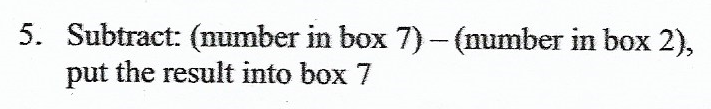 5. Subtract: (number in box 7) – (number in box 2),
put the result into box 7